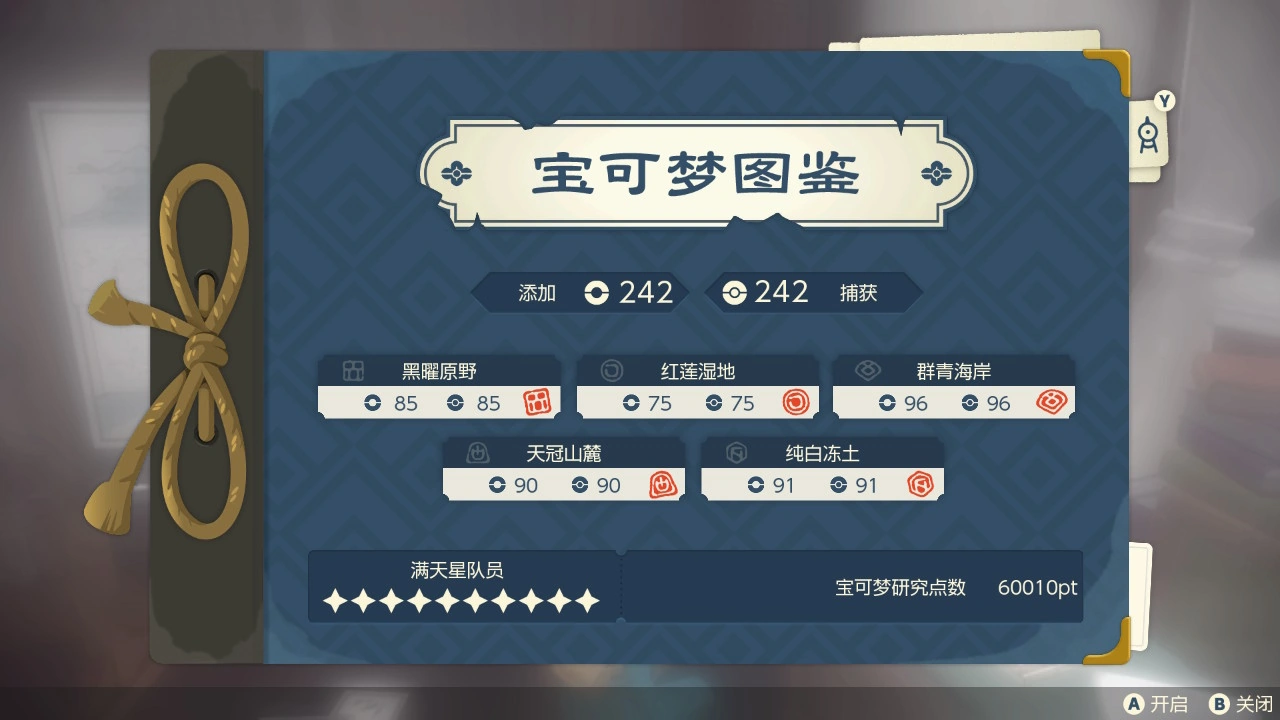 Y
宝可梦图鉴
添加 242 242 捕获
黑曜原野 红莲湿地 群青海岸
85 85 75 75 96 96
天冠山麓 纯白冻土
90 90 91 91
满天星队员
宝可梦研究点数 60010pt
A 开启 B 关闭